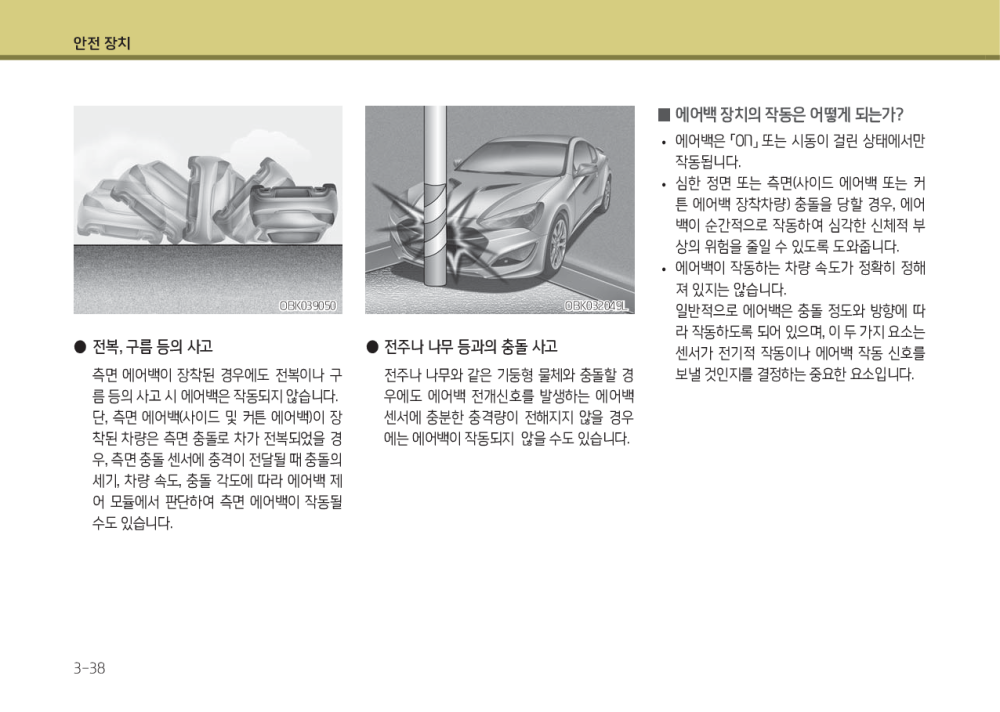 안전 장치
OBK039050
● 전복, 구름 등의 사고
측면 에어백이 장착된 경우에도 전복이나 구
름 등의 사고 시 에어백은 작동되지 않습니다.
단, 측면 에어백(사이드 및 커튼 에어백)이 장
착된 차량은 측면 충돌로 차가 전복되었을 경
우, 측면 충돌 센서에 충격이 전달될 때 충돌의
세기, 차량 속도, 충돌 각도에 따라 에어백 제
어 모듈에서 판단하여 측면 에어백이 작동될
수도 있습니다.
OBK032049L
● 전주나 나무 등과의 충돌 사고
전주나 나무와 같은 기둥형 물체와 충돌할 경
우에도 에어백 전개신호를 발생하는 에어백
센서에 충분한 충격량이 전해지지 않을 경우
에는 에어백이 작동되지 않을 수도 있습니다.
■ 에어백 장치의 작동은 어떻게 되는가?
• 에어백은 「ON」 또는 시동이 걸린 상태에서만
작동됩니다.
• 심한 정면 또는 측면(사이드 에어백 또는 커
튼 에어백 장착차량) 충돌을 당할 경우, 에어
백이 순간적으로 작동하여 심각한 신체적 부
상의 위험을 줄일 수 있도록 도와줍니다.
• 에어백이 작동하는 차량 속도가 정확히 정해
져 있지는 않습니다.
일반적으로 에어백은 충돌 정도와 방향에 따
라 작동하도록 되어 있으며, 이 두 가지 요소는
센서가 전기적 작동이나 에어백 작동 신호를
보낼 것인지를 결정하는 중요한 요소입니다.
3-38